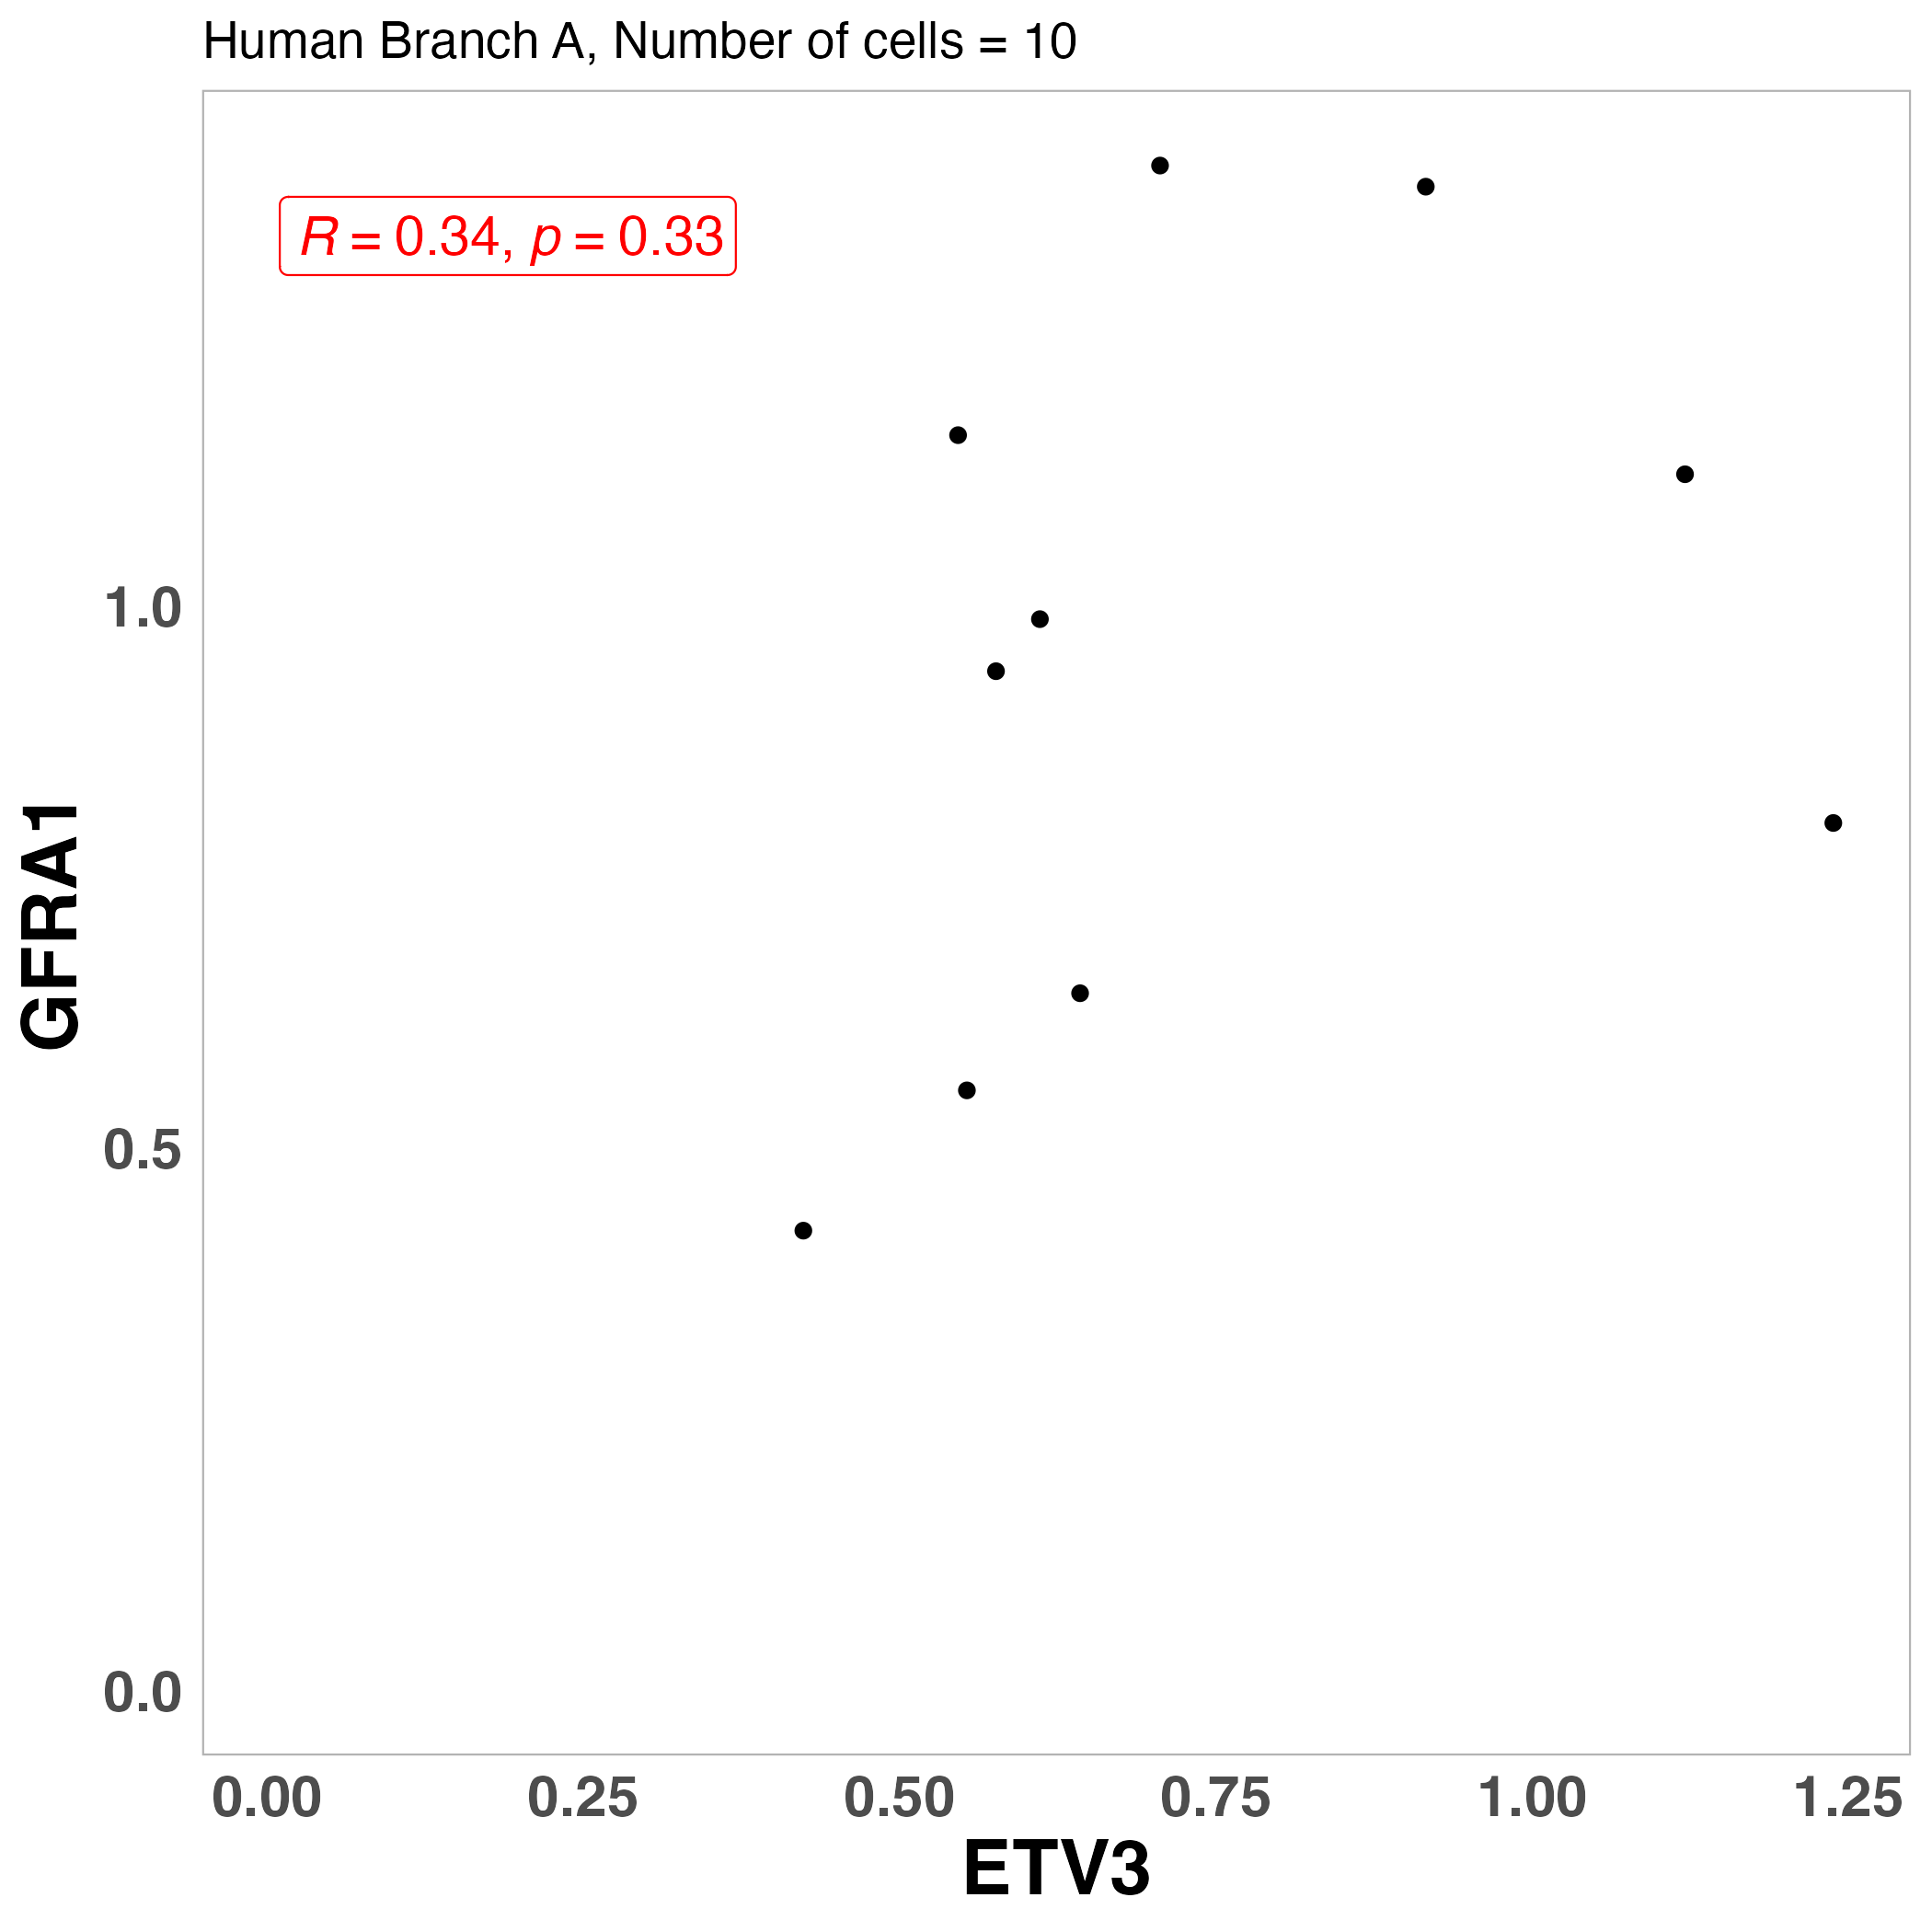 Human Branch A, Number of cells = 10
R = 0.34, p = 0.33
1.0
0.5
0.0
GFRA1
0.00 0.25 0.50 0.75 1.00 1.25
ETV3